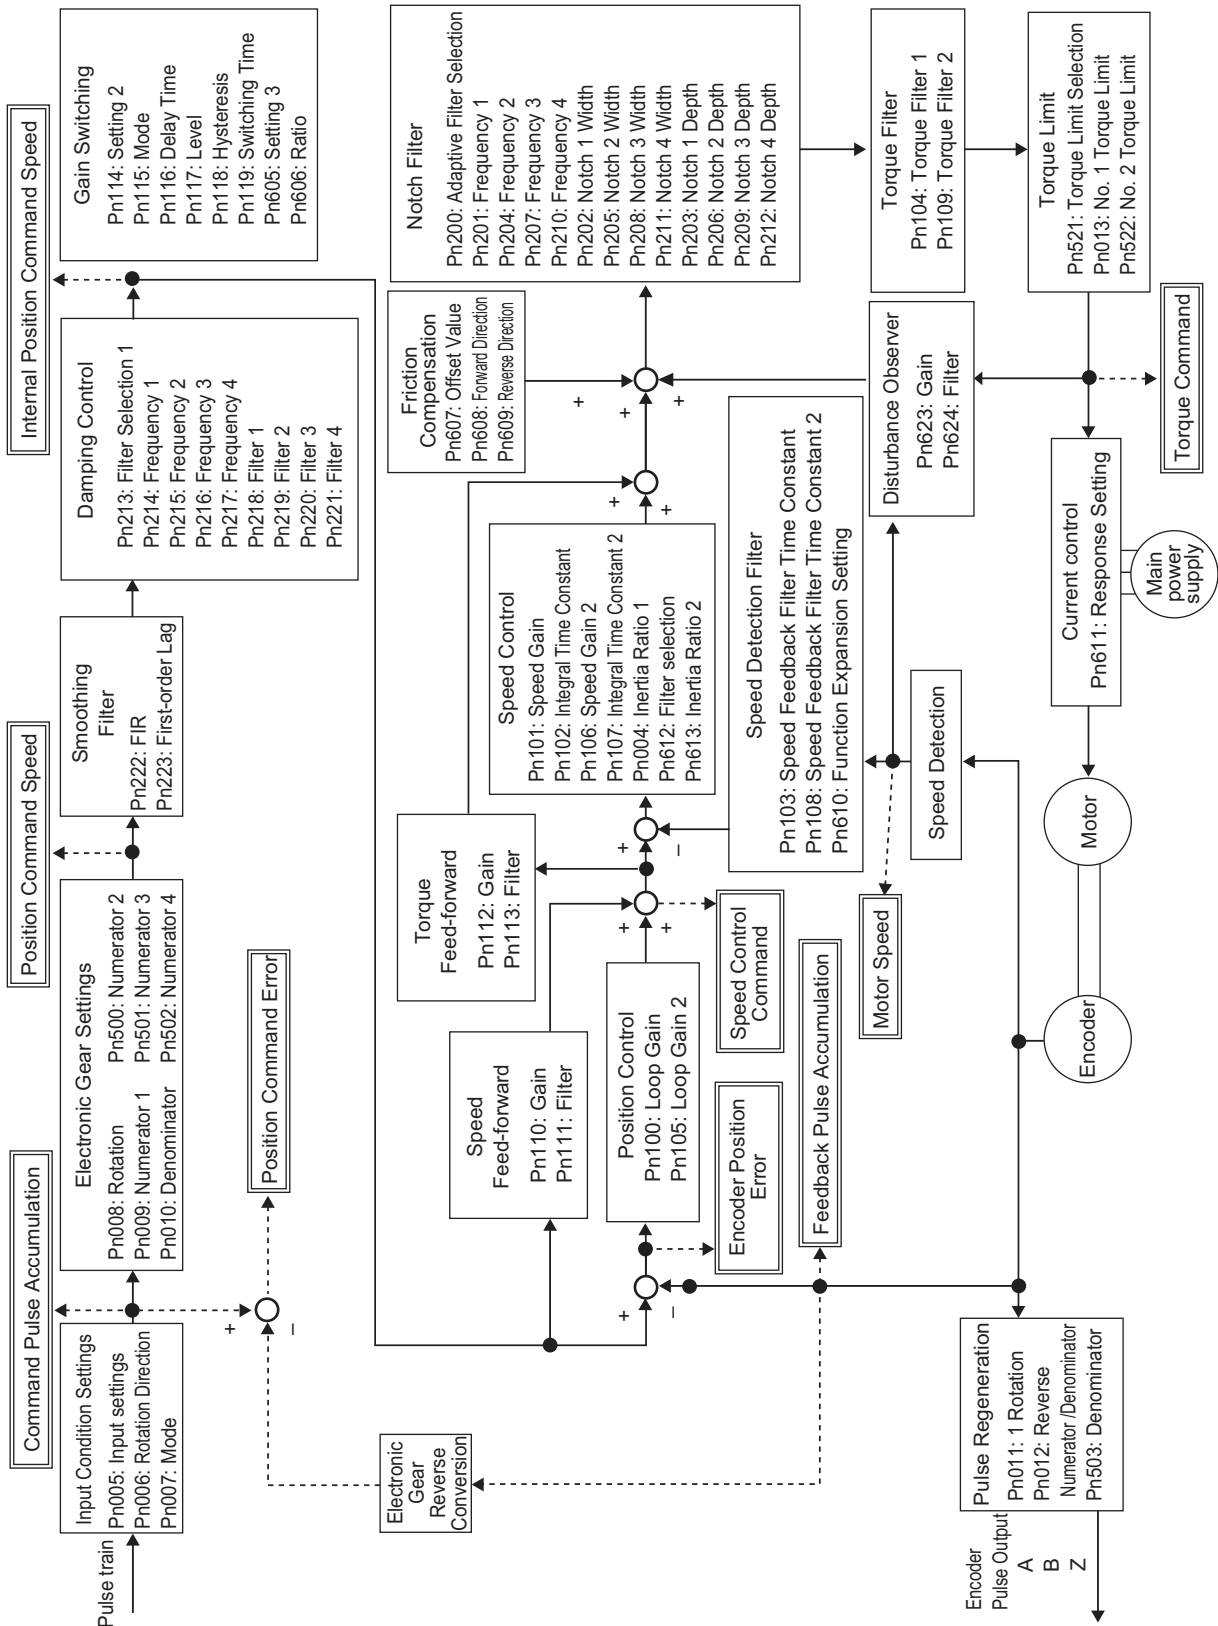 Pulse train
Input Condition Settings
Pn005: Input settings
Pn006: Rotation Direction
Pn007: Mode
Command Pulse Accumulation
+
–
Electronic Gear Settings
Pn008: Rotation
Pn009: Numerator 1
Pn010: Denominator
Pn500: Numerator 2
Pn501: Numerator 3
Pn502: Numerator 4
Position Command Error
Position Command Speed
Smoothing
Filter
Pn222: FIR
Pn223: First-order Lag
Damping Control
Pn213: Filter Selection 1
Pn214: Frequency 1
Pn215: Frequency 2
Pn216: Frequency 3
Pn217: Frequency 4
Pn218: Filter 1
Pn219: Filter 2
Pn220: Filter 3
Pn221: Filter 4
Internal Position Command Speed
Gain Switching
Pn114: Setting 2
Pn115: Mode
Pn116: Delay Time
Pn117: Level
Pn118: Hysteresis
Pn119: Switching Time
Pn605: Setting 3
Pn606: Ratio
Electronic
Gear
Reverse
Conversion
+
–
Speed
Feed-forward
Pn110: Gain
Pn111: Filter
Position Control
Pn100: Loop Gain
Pn105: Loop Gain 2
Encoder Position
Error
Feedback Pulse Accumulation
Torque
Feed-forward
Pn112: Gain
Pn113: Filter
+
+
Speed Control
Command
+
–
Speed Control
Pn101: Speed Gain
Pn102: Integral Time Constant
Pn106: Speed Gain 2
Pn107: Integral Time Constant 2
Pn004: Inertia Ratio 1
Pn612: Filter selection
Pn613: Inertia Ratio 2
+
+
Friction
Compensation
Pn607: Offset Value
Pn608: Forward Direction
Pn609: Reverse Direction
+
+
+
Notch Filter
Pn200: Adaptive Filter Selection
Pn201: Frequency 1
Pn204: Frequency 2
Pn207: Frequency 3
Pn210: Frequency 4
Pn202: Notch 1 Width
Pn205: Notch 2 Width
Pn208: Notch 3 Width
Pn211: Notch 4 Width
Pn203: Notch 1 Depth
Pn206: Notch 2 Depth
Pn209: Notch 3 Depth
Pn212: Notch 4 Depth
Speed Detection Filter
Pn103: Speed Feedback Filter Time Constant
Pn108: Speed Feedback Filter Time Constant 2
Pn610: Function Expansion Setting
Motor Speed
Speed Detection
Disturbance Observer
Pn623: Gain
Pn624: Filter
Torque Filter
Pn104: Torque Filter 1
Pn109: Torque Filter 2
Torque Limit
Pn521: Torque Limit Selection
Pn013: No. 1 Torque Limit
Pn522: No. 2 Torque Limit
Torque Command
Current control
Pn611: Response Setting
Main
power
supply
Motor
Encoder
Pulse Regeneration
Pn011: 1 Rotation
Pn012: Reverse
Numerator /Denominator
Pn503: Denominator
Encoder
Pulse Output
A
B
Z